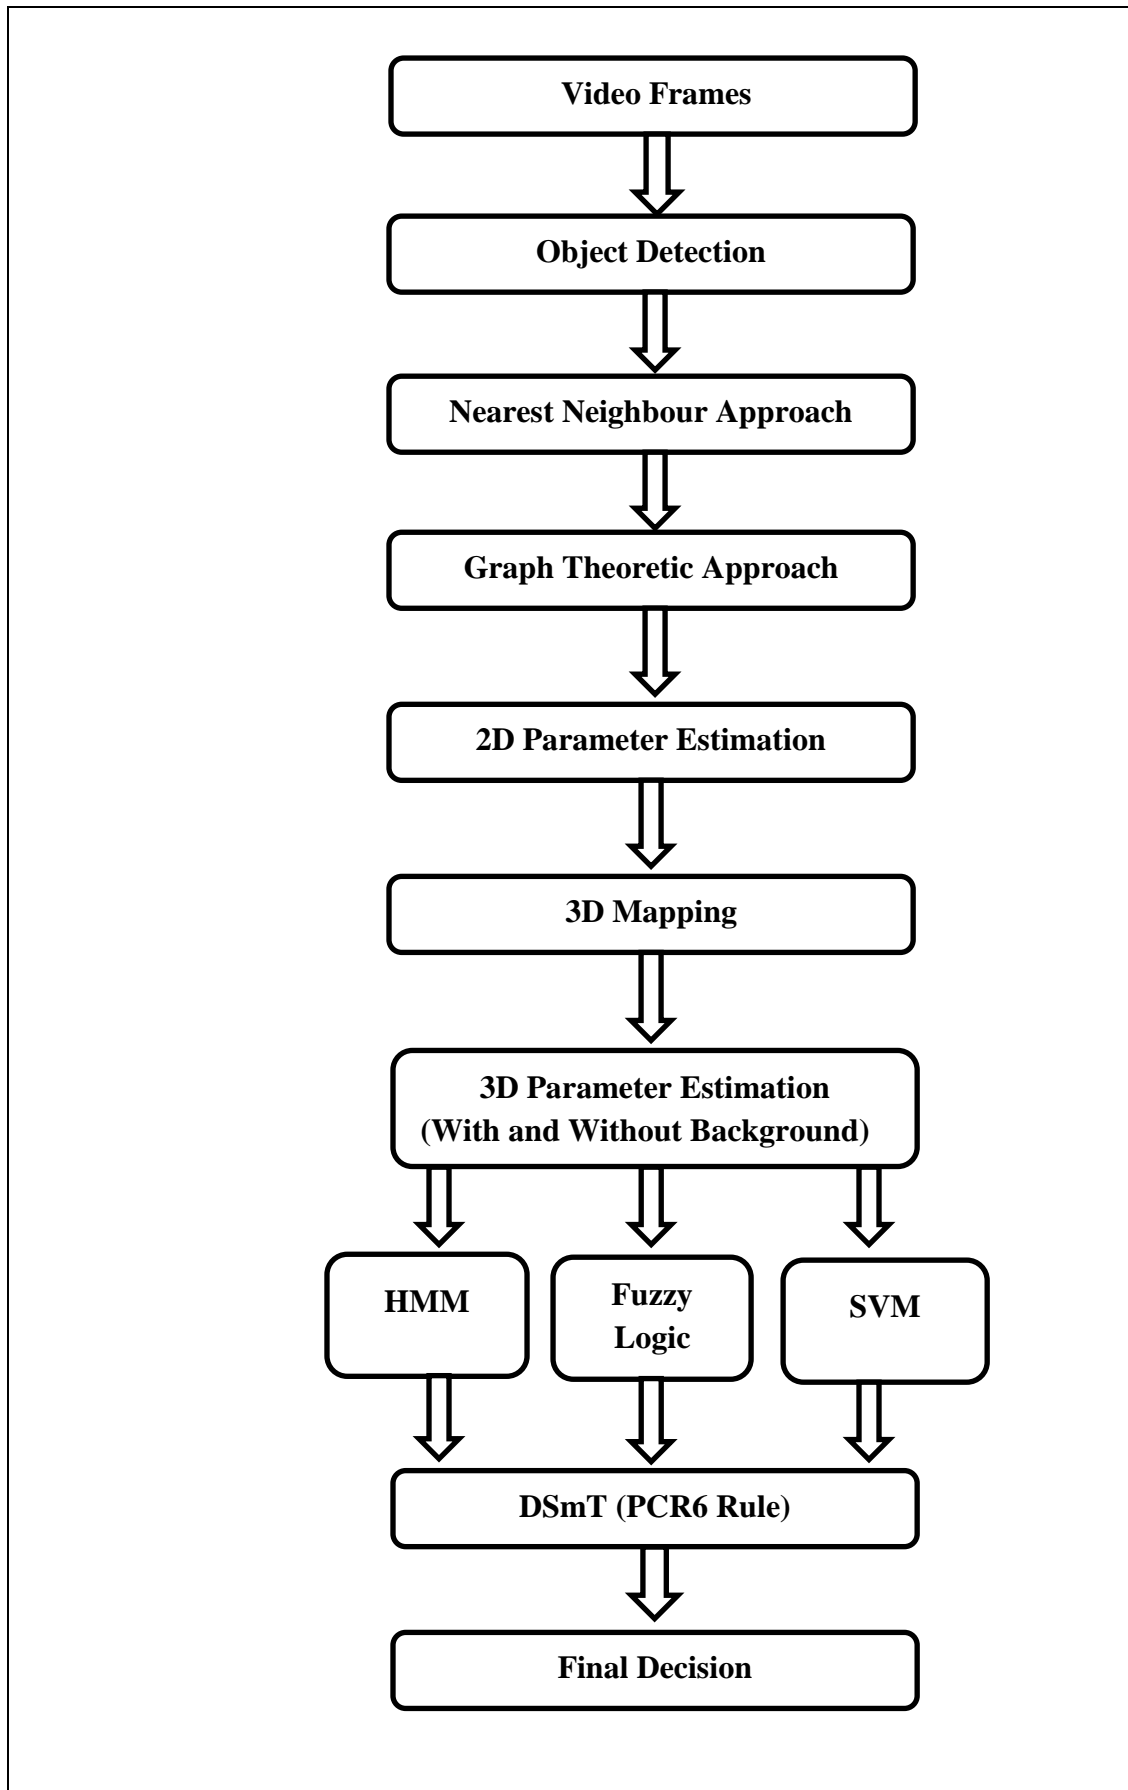 Video Frames
Object Detection
Nearest Neighbour Approach
Graph Theoretic Approach
2D Parameter Estimation
3D Mapping
3D Parameter Estimation
(With and Without Background)
HMM
Fuzzy
Logic
SVM
DSmT (PCR6 Rule)
Final Decision